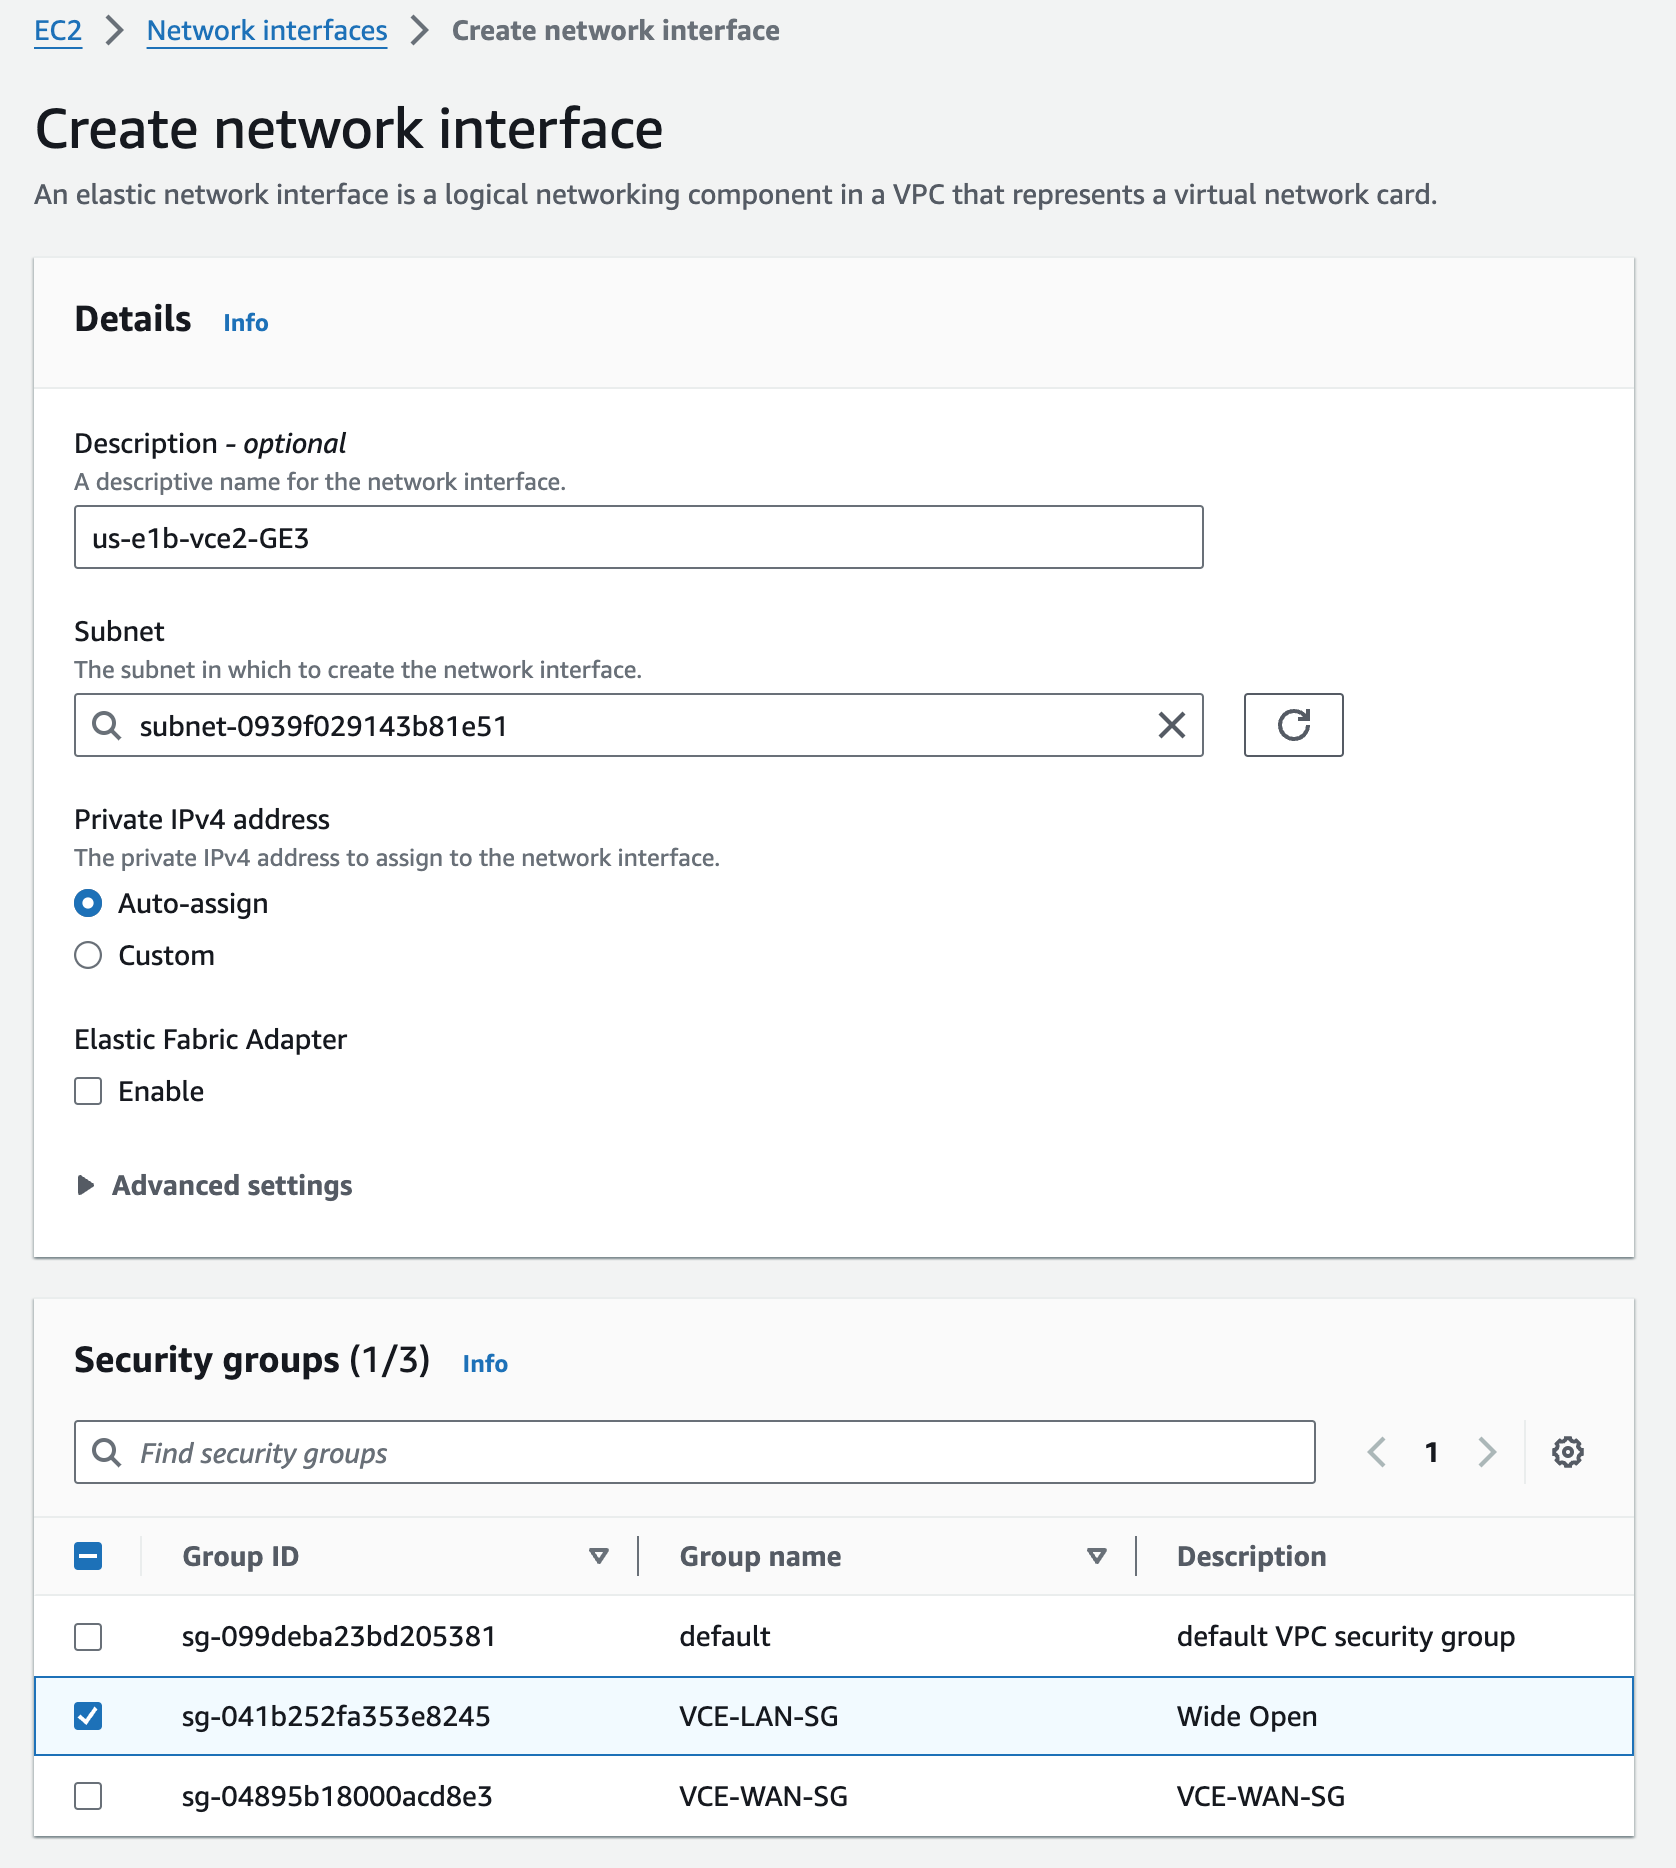 EC2 > Network interfaces > Create network interface
Create network interface
An elastic network interface is a logical networking component in a VPC that represents a virtual network card.
Details Info
Description - optional
A descriptive name for the network interface.
us-e1b-vce2-GE3
Subnet
The subnet in which to create the network interface.
subnet-0939f029143b81e51
Private IPv4 address
The private IPv4 address to assign to the network interface.
Auto-assign
Custom
Elastic Fabric Adapter
Enable
Advanced settings
Security groups (1/3) Info
Find security groups 1
Group ID Group name Description
sg-099deba23bd205381 default default VPC security group
sg-041b252fa353e8245 VCE-LAN-SG Wide Open
sg-04895b18000acd8e3 VCE-WAN-SG VCE-WAN-SG